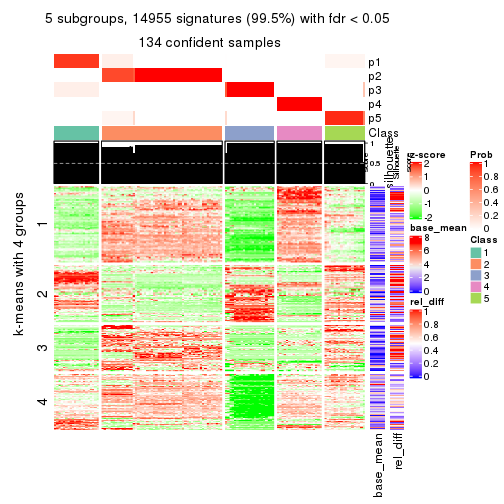 5 subgroups, 14955 signatures (99.5%) with fdr < 0.05
134 confident samples
p1
p2
p3
p4
p5
Class
1
0.5
0
silhouette
Silhouette
score
k-means with 4 groups
1
2
3
4
base_mean
rel_diff
z-score
2
1
0
-1
-2
base_mean
8
6
4
2
0
rel_diff
1
0.8
0.6
0.4
0.2
0
Prob
1
0.8
0.6
0.4
0.2
0
Class
1
2
3
4
5